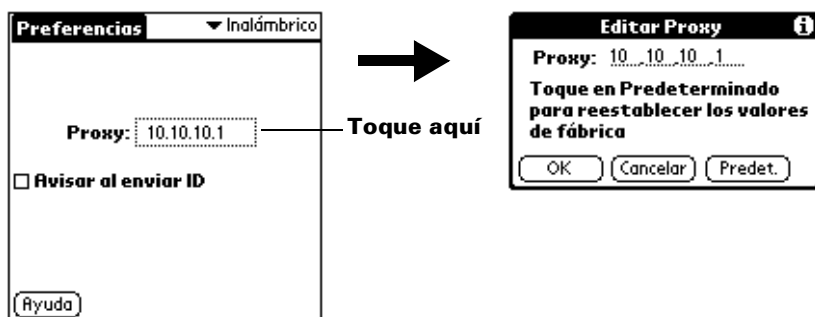 Preferencias
Inalámbrico
Proxy: 10.10.10.1
Toque aquí
Avisar al enviar ID
Ayuda
Editar Proxy
i
Proxy: 10 .10 .10 .1
Toque en Predeterminado
para reestablecer los valores
de fábrica
OK
Cancelar
Predet.